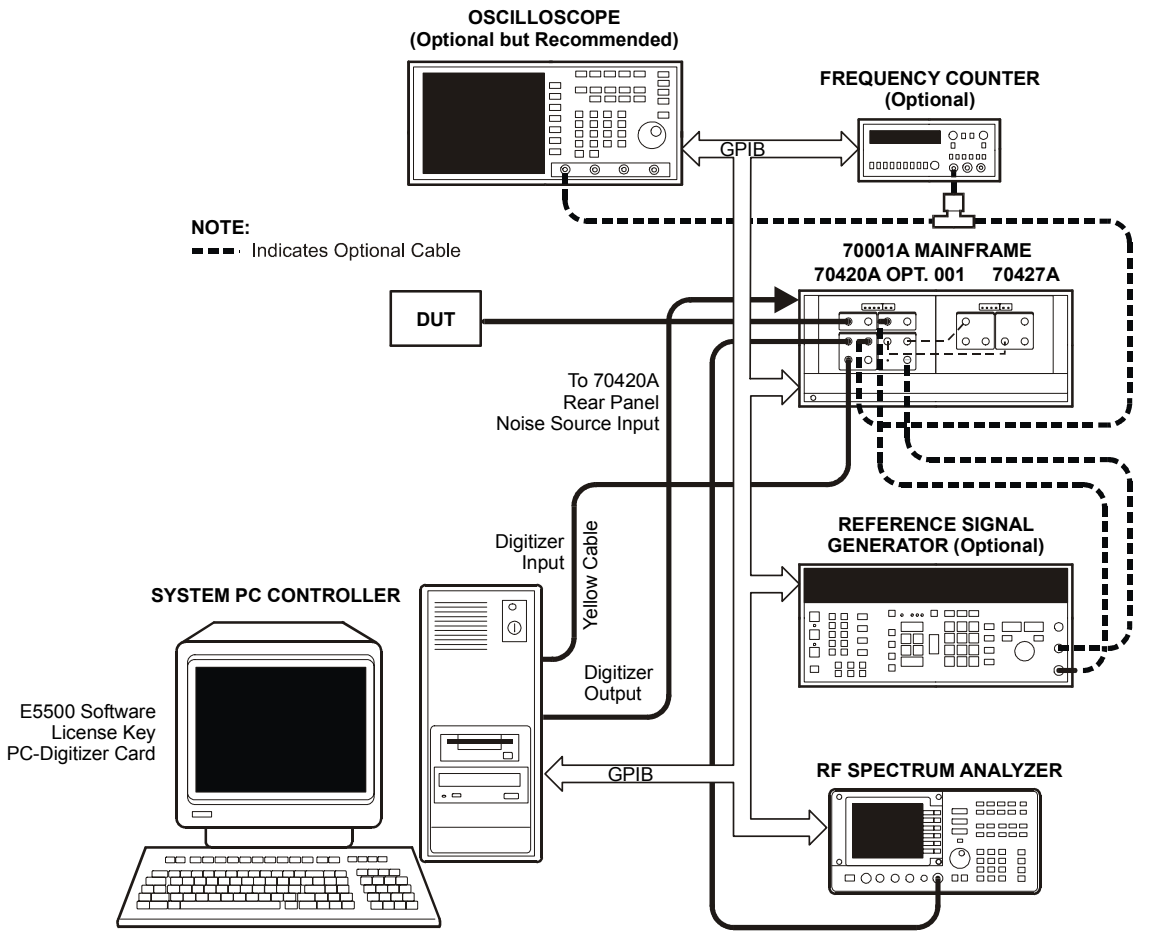 OSCILLOSCOPE
(Optional but Recommended)
FREQUENCY COUNTER
(Optional)
GPIB
NOTE:
Indicates Optional Cable
70001A MAINFRAME
70420A OPT. 001 70427A
DUT
To 70420A
Rear Panel
Noise Source Input
Digitizer
Input
Yellow Cable
REFERENCE SIGNAL
GENERATOR (Optional)
SYSTEM PC CONTROLLER
Digitizer
Output
E5500 Software
License Key
PC-Digitizer Card
GPIB
RF SPECTRUM ANALYZER